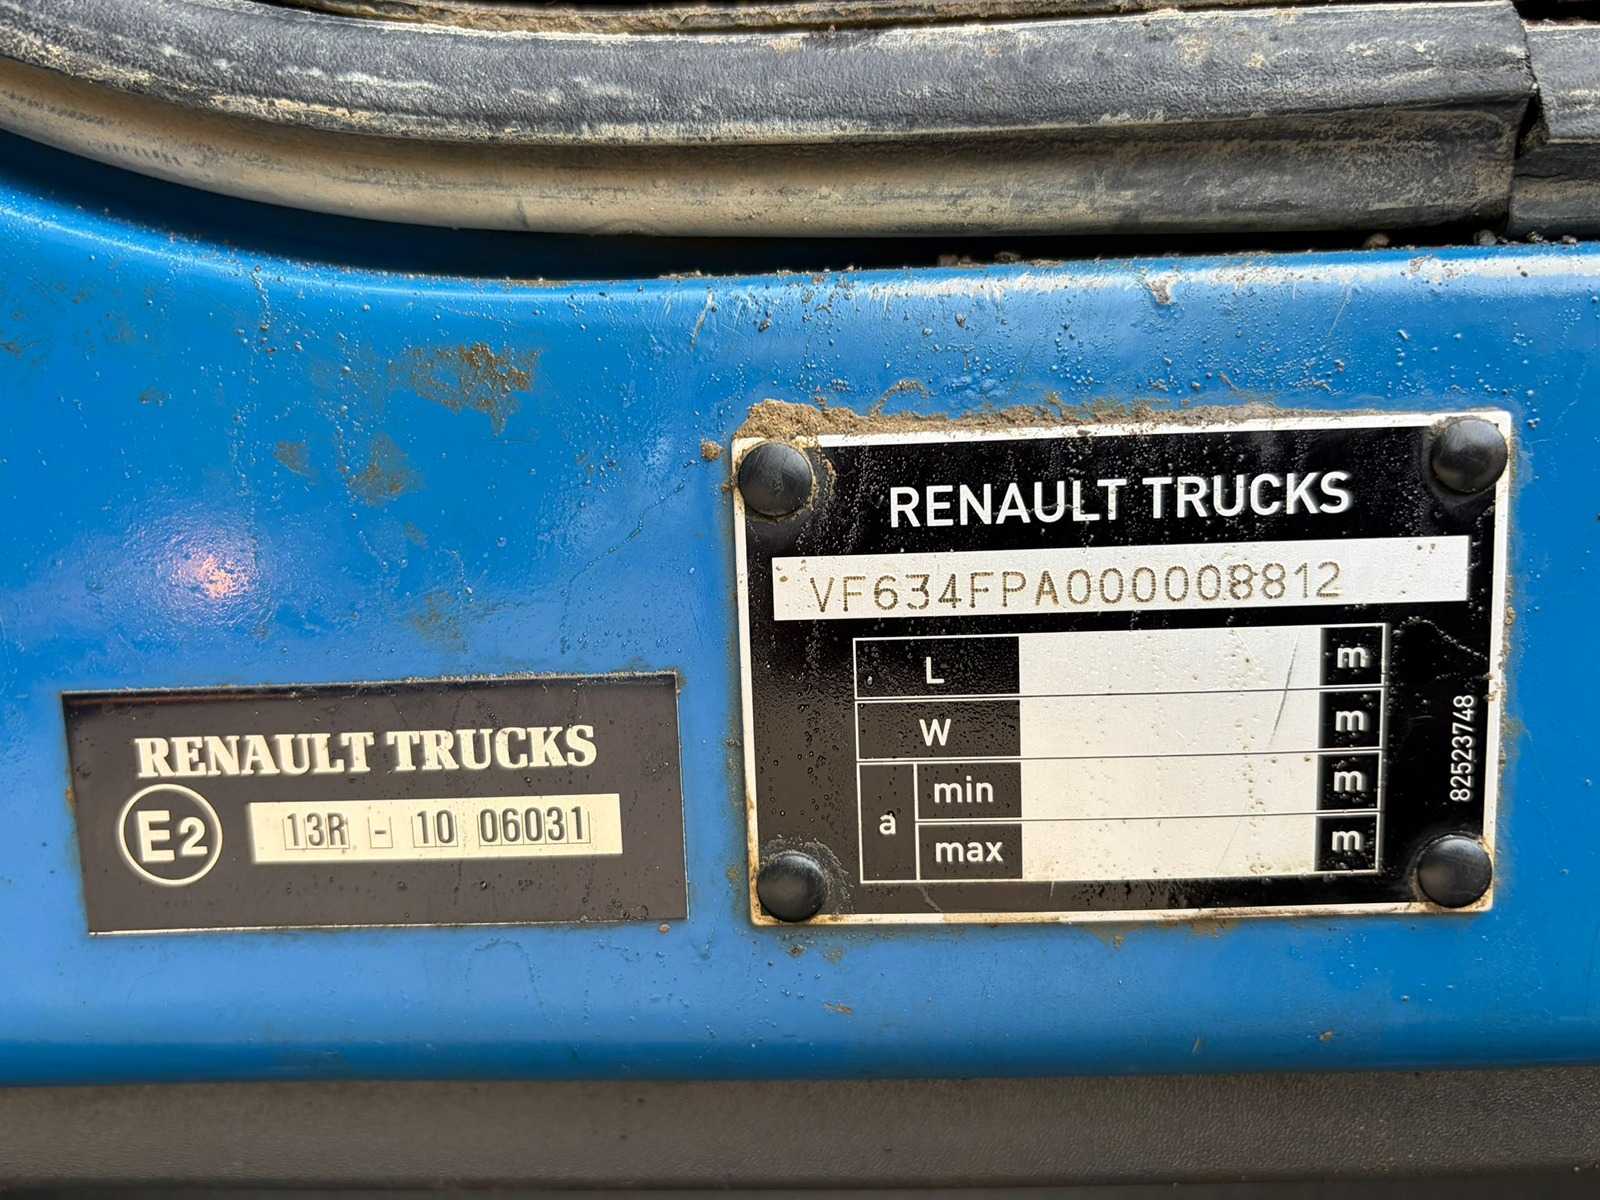 RENAULT TRUCKS
E2 13R - 10 06031
RENAULT TRUCKS
VF634FPA000008812
L m
W m
a min m
max m
82523748